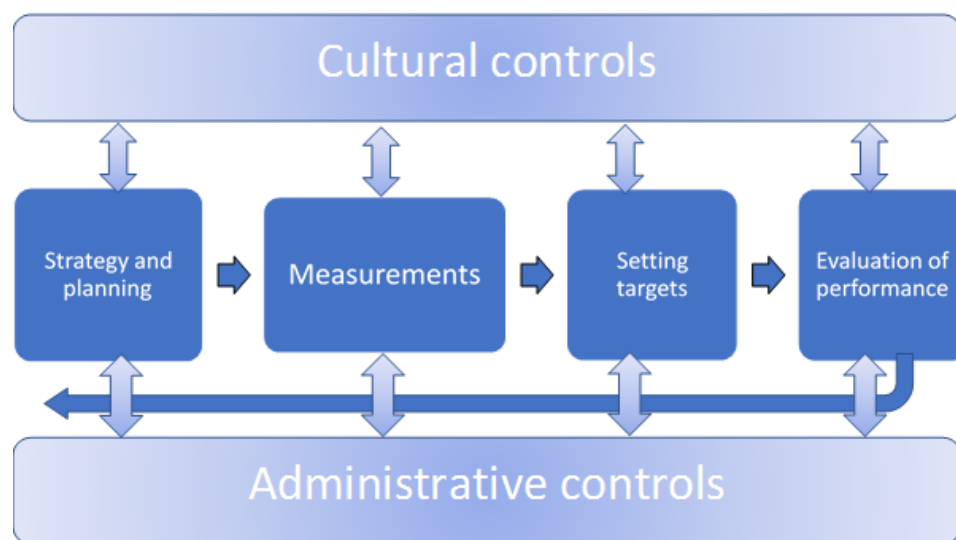 Cultural controls
Strategy and
planning
Measurements
Setting
targets
Evaluation of
performance
Administrative controls